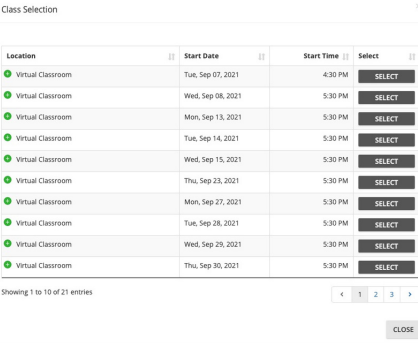 Class Selection
Location Start Date Start Time Select
Virtual Classroom Tue, Sep 07, 2021 4:30 PM SELECT
Virtual Classroom Wed, Sep 08, 2021 5:30 PM SELECT
Virtual Classroom Mon, Sep 13, 2021 5:30 PM SELECT
Virtual Classroom Tue, Sep 14, 2021 5:30 PM SELECT
Virtual Classroom Wed, Sep 15, 2021 5:30 PM SELECT
Virtual Classroom Thu, Sep 23, 2021 5:30 PM SELECT
Virtual Classroom Mon, Sep 27, 2021 5:30 PM SELECT
Virtual Classroom Tue, Sep 28, 2021 5:30 PM SELECT
Virtual Classroom Wed, Sep 29, 2021 5:30 PM SELECT
Virtual Classroom Thu, Sep 30, 2021 5:30 PM SELECT
Showing 1 to 10 of 21 entries ‹ 1 2 3 ›
CLOSE